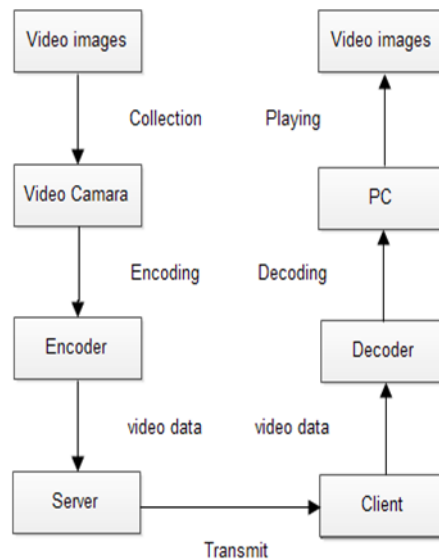 Video images
Video images
Collection
Playing
Video Camara
PC
Encoding
Decoding
Encoder
Decoder
video data
video data
Server
Client
Transmit